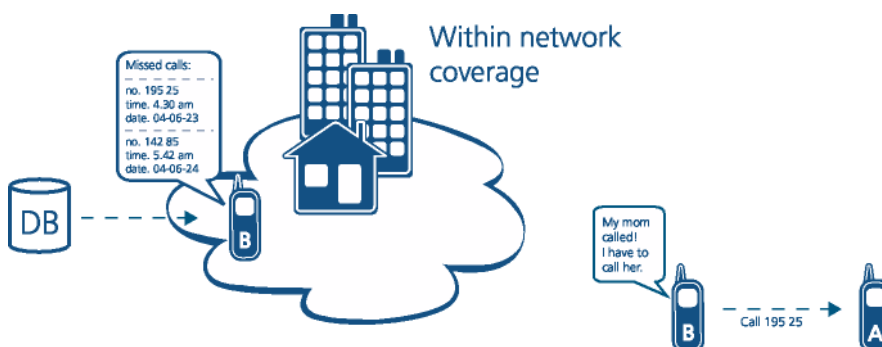 Within network
coverage
Missed calls:
no. 195 25
time. 4.30 am
date. 04-06-23
no. 142 85
time. 5.42 am
date. 04-06-24
DB
B
My mom
called!
I have to
call her.
B
Call 195 25
A